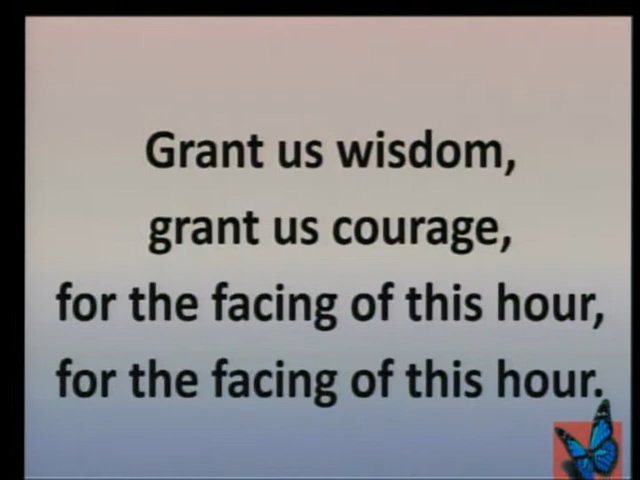 Grant us wisdom,
grant us courage,
for the facing of this hour,
for the facing of this hour.